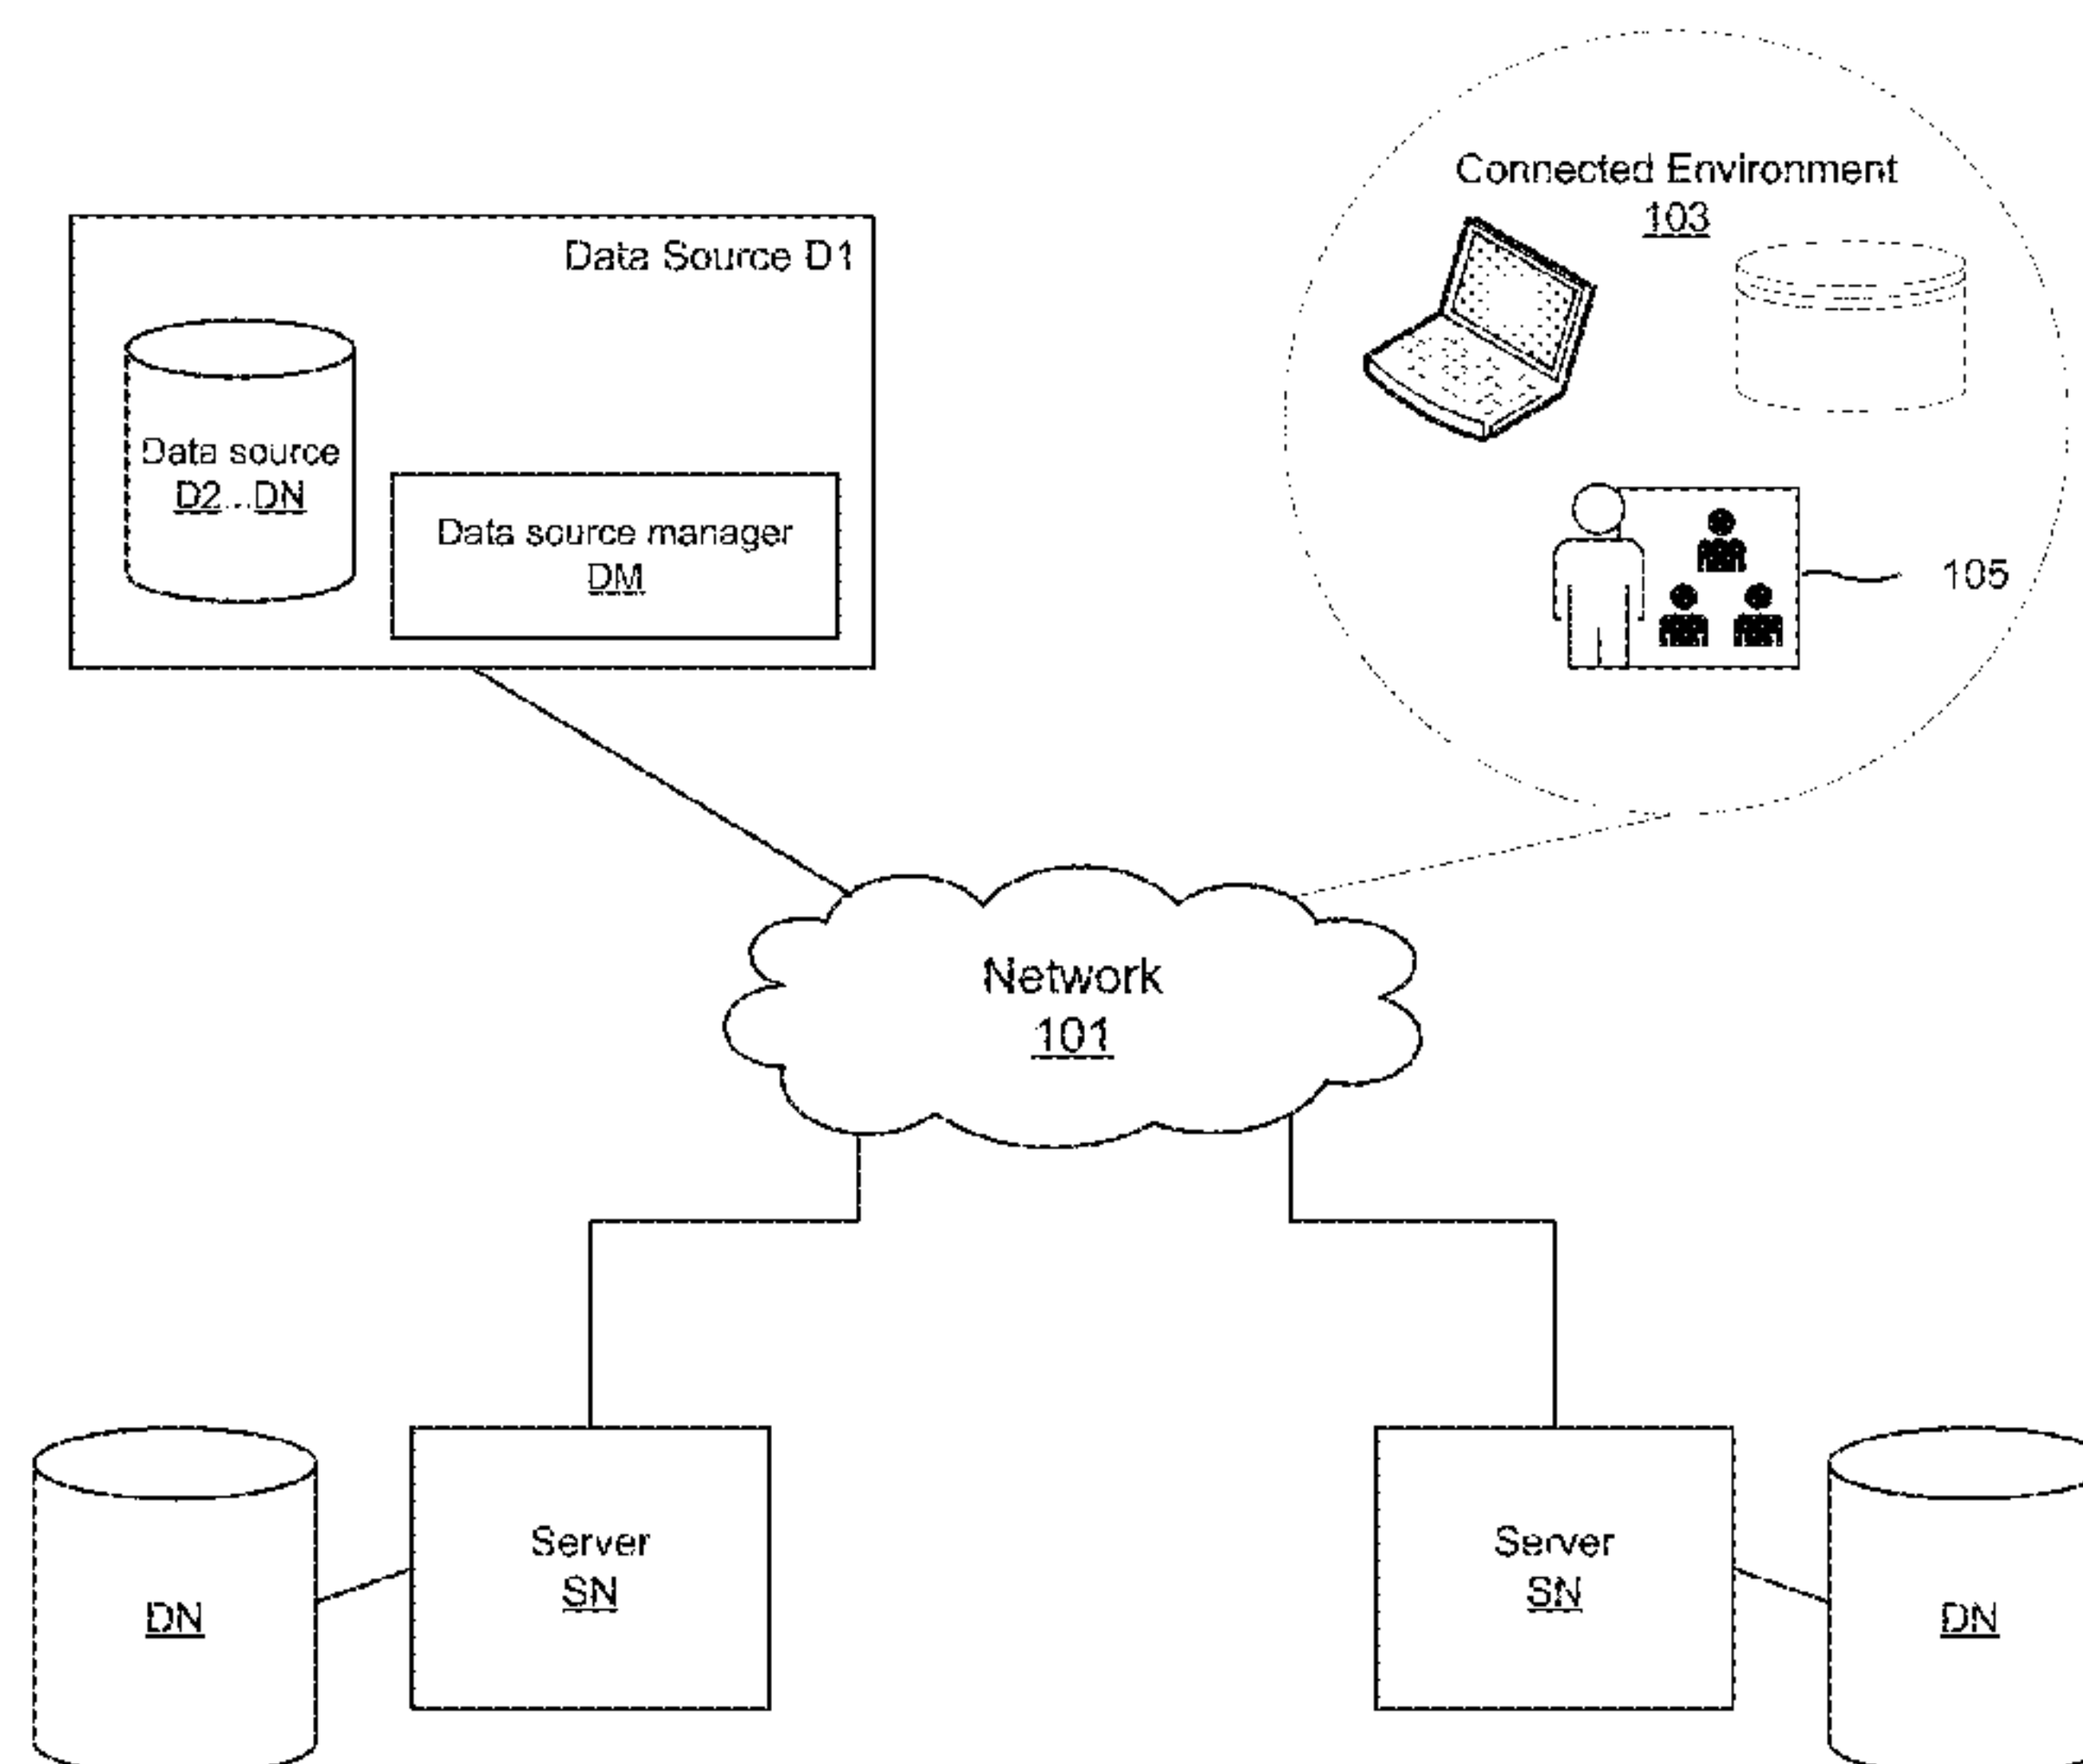 Connected Environment
103
Data Source D1
Data source
D2...DN
Data source manager
DM
105
Network
101
Server
SN
DN
Server
SN
DN